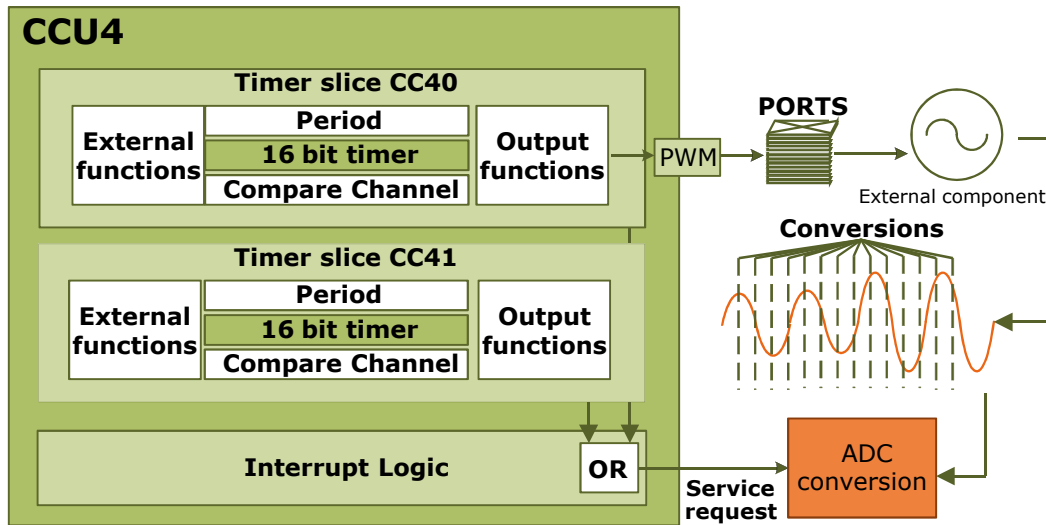 CCU4
Timer slice CC40
External
functions
Period
16 bit timer
Compare Channel
Output
functions
PWM
PORTS
External component
Timer slice CC41
External
functions
Period
16 bit timer
Compare Channel
Output
functions
Conversions
Interrupt Logic
OR
Service
request
ADC
conversion